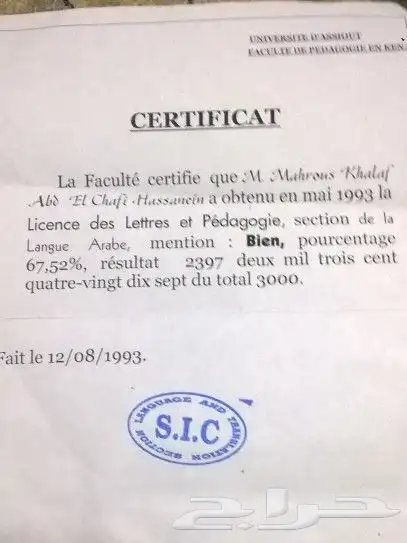 UNIVERSITE D'ASSIOUT
FACULTE DE PEDAGOGIE EN KEN
CERTIFICAT
La Faculté certifie que M. Mahrous Khalaf
Abd El Chafi Hassanein a obtenu en mai 1993 la
Licence des Lettres et Pédagogie, section de la
Langue Arabe, mention : Bien, pourcentage
67,52%, résultat 2397 deux mil trois cent
quatre-vingt dix sept du total 3000.
Fait le 12/08/1993.
LANGUAGE AND TRANSLATION
S.I.C
SECTION
حراج